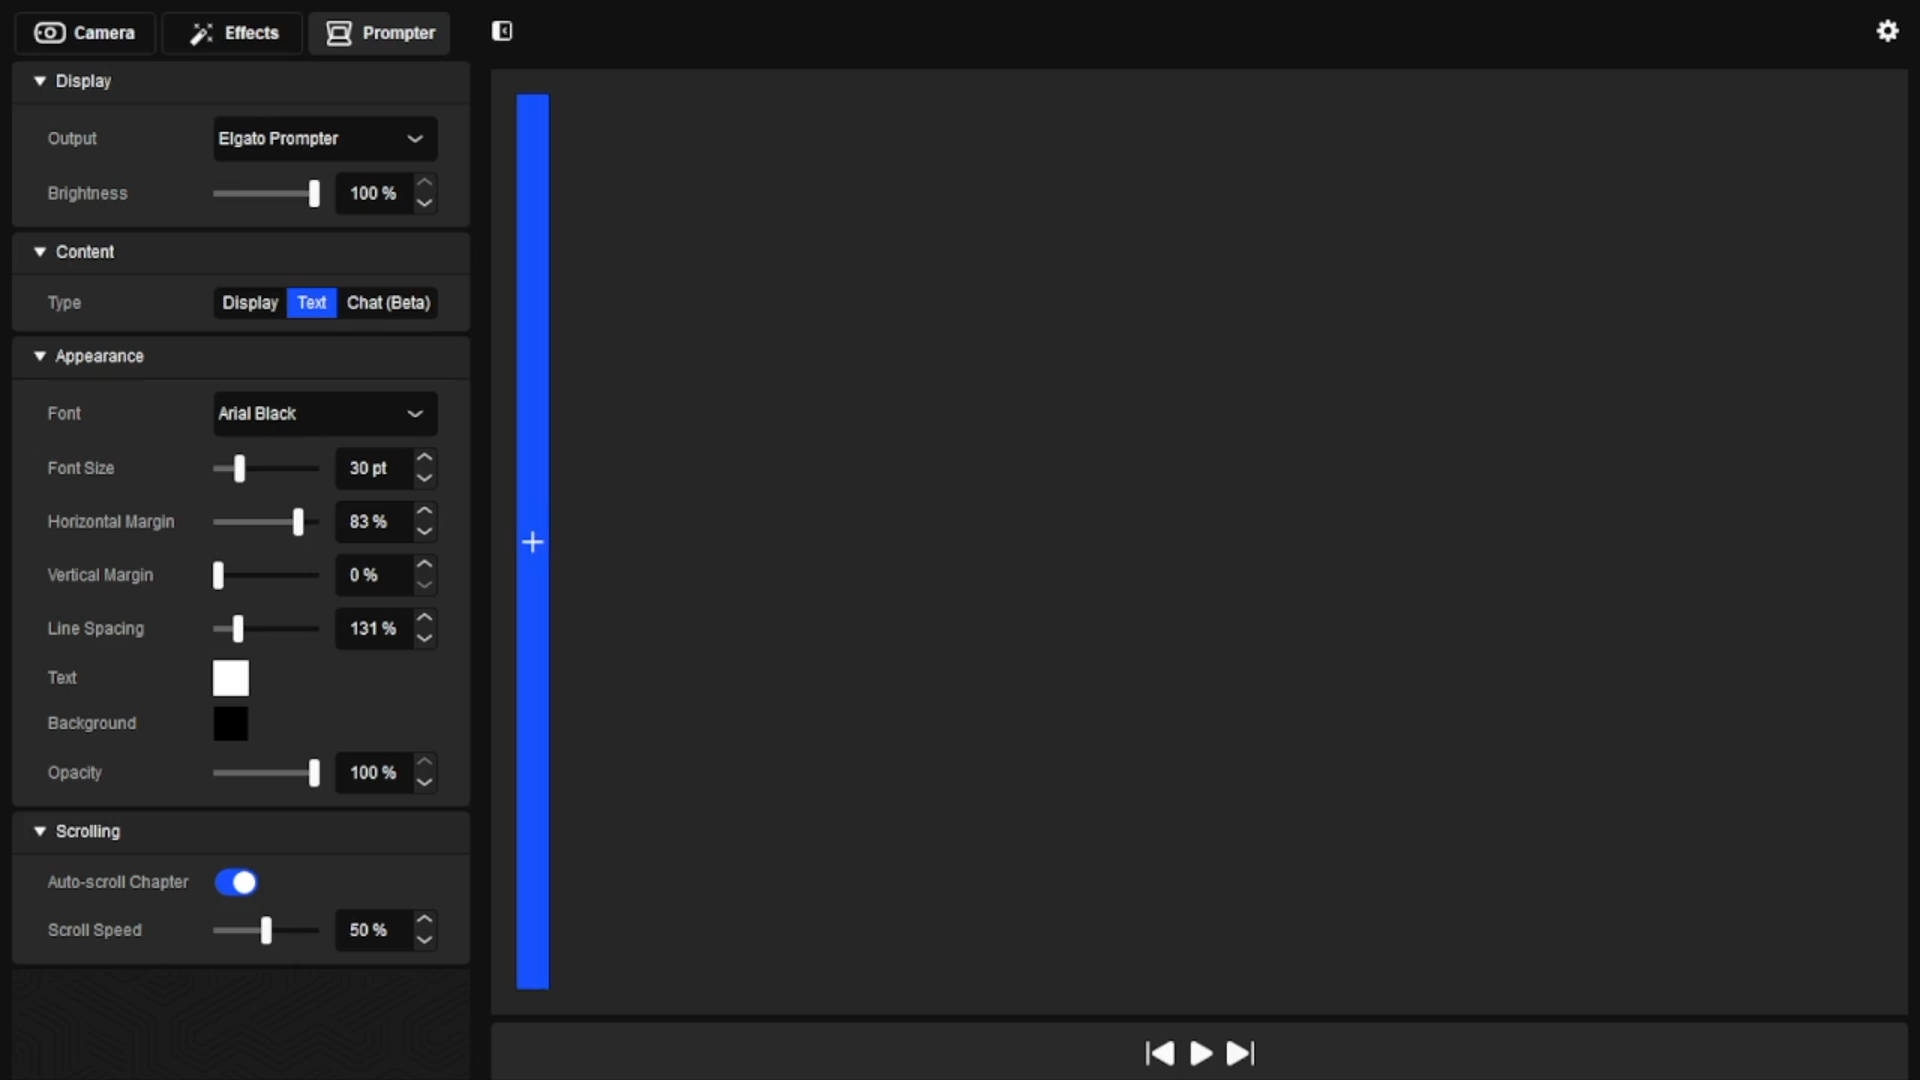 Camera Effects Prompter
Display
Output Elgato Prompter
Brightness 100 %
Content
Type Display Text Chat (Beta)
Appearance
Font Arial Black
Font Size 30 pt
Horizontal Margin 83 %
Vertical Margin 0 %
Line Spacing 131 %
Text
Background
Opacity 100 %
Scrolling
Auto-scroll Chapter
Scroll Speed 50 %